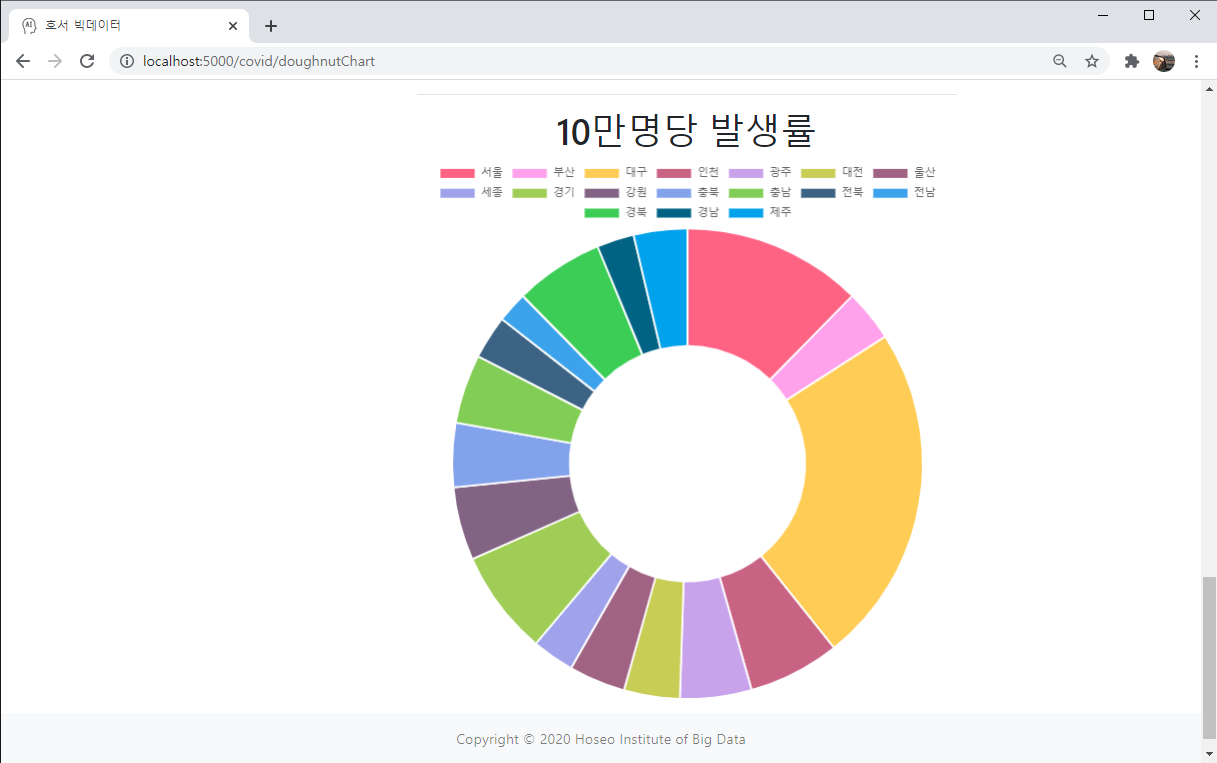 호서 빅데이터
localhost:5000/covid/doughnutChart
10만명당 발생률
서울 부산 대구 인천 광주 대전 울산
세종 경기 강원 충북 충남 전북 전남
경북 경남 제주
Copyright © 2020 Hoseo Institute of Big Data